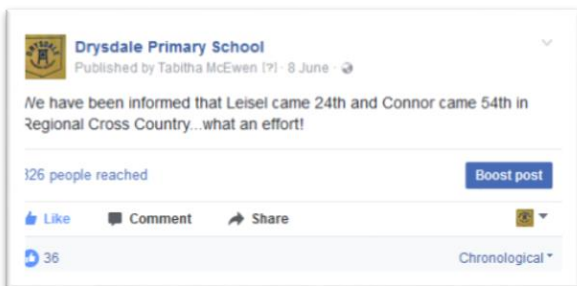 Drysdale Primary School
Published by Tabitha McEwen [?] · 8 June ·
We have been informed that Leisel came 24th and Connor came 54th in
Regional Cross Country...what an effort!
326 people reached
Boost post
Like Comment Share
36
Chronological